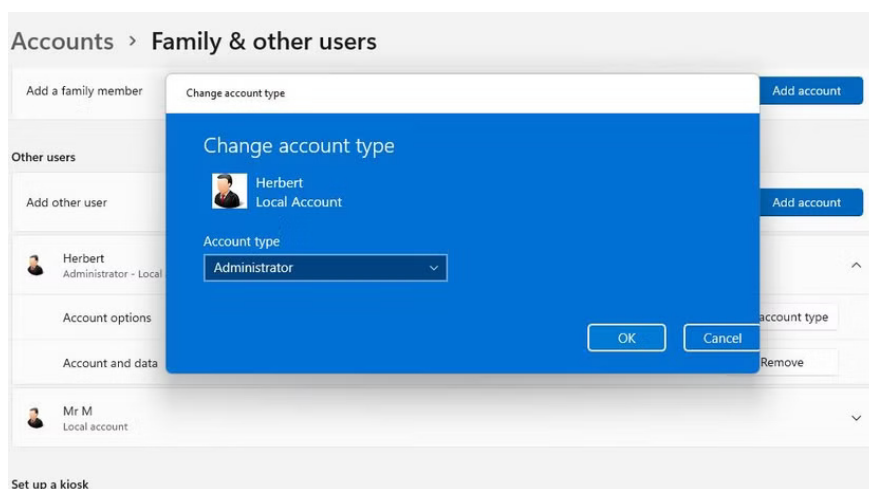 Accounts > Family & other users
Add a family member
Add account
Change account type
Change account type
Herbert
Local Account
Account type
Administrator
OK
Cancel
Other users
Add other user
Add account
Herbert
Administrator - Local
Account options
account type
Account and data
Remove
Mr M
Local account
Set up a kiosk